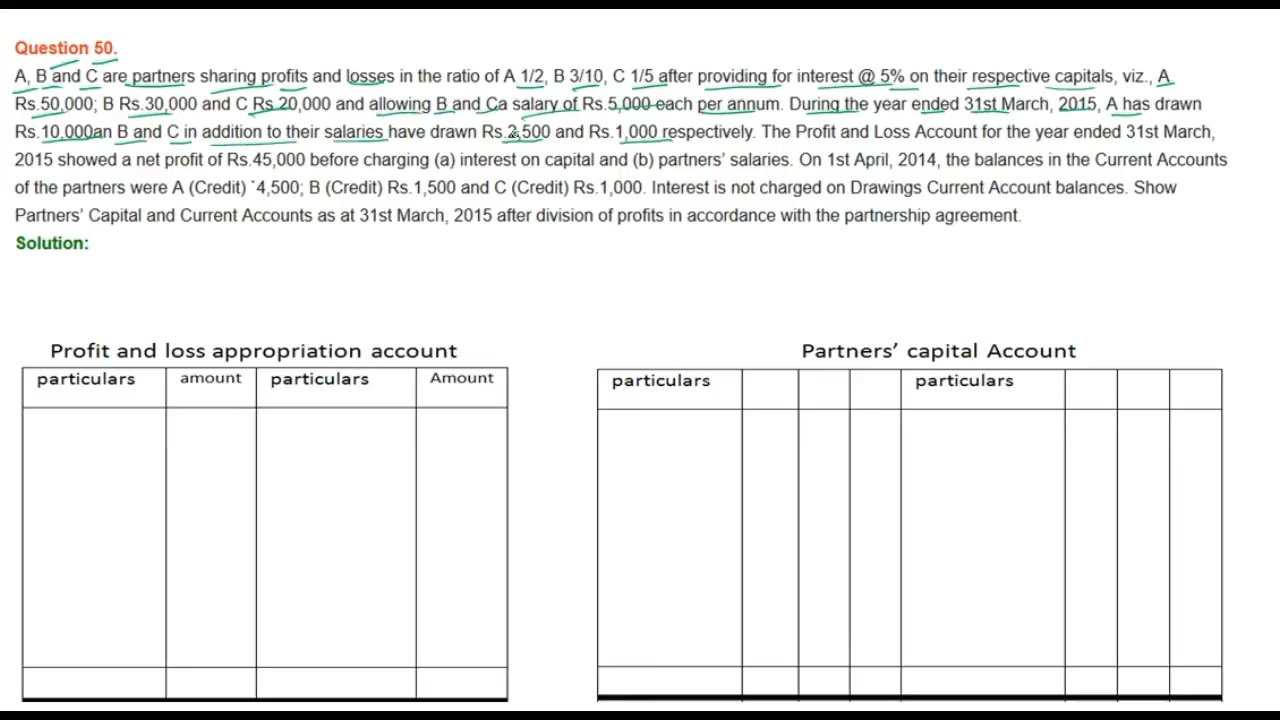 Question 50.
A, B and C are partners sharing profits and losses in the ratio of A 1/2, B 3/10, C 1/5 after providing for interest @ 5% on their respective capitals, viz., A
Rs.50,000; B Rs.30,000 and C Rs 20,000 and allowing B and Ca salary of Rs.5,000 each per annum. During the year ended 31st March, 2015, A has drawn
Rs.10,000an B and C in addition to their salaries have drawn Rs.2,500 and Rs.1,000 respectively. The Profit and Loss Account for the year ended 31st March,
2015 showed a net profit of Rs.45,000 before charging (a) interest on capital and (b) partners' salaries. On 1st April, 2014, the balances in the Current Accounts
of the partners were A (Credit) `4,500; B (Credit) Rs.1,500 and C (Credit) Rs.1,000. Interest is not charged on Drawings Current Account balances. Show
Partners' Capital and Current Accounts as at 31st March, 2015 after division of profits in accordance with the partnership agreement.
Solution:
Profit and loss appropriation account
particulars amount particulars Amount
Partners' capital Account
particulars particulars